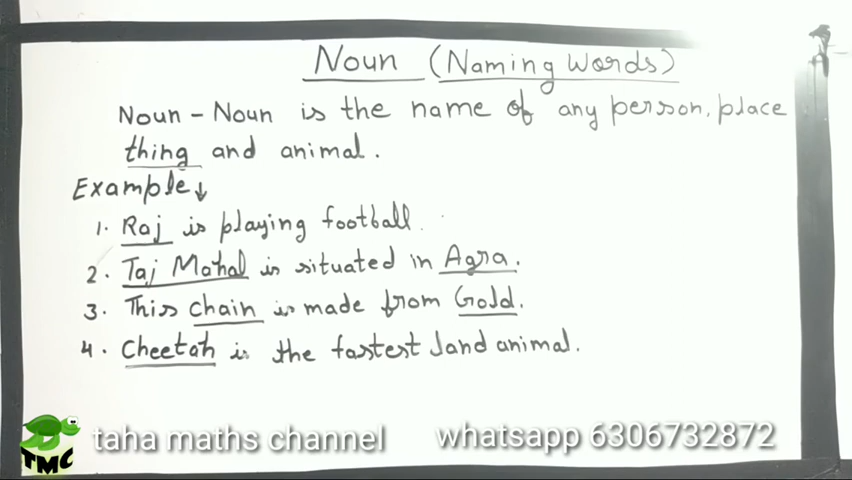 Noun (Naming Words)
Noun - Noun is the name of any person, place
thing and animal.
Example ↓
1. Raj is playing football.
2. Taj Mahal is situated in Agra.
3. This chain is made from Gold.
4. Cheetah is the fastest land animal.
taha maths channel whatsapp 6306732872
TMC